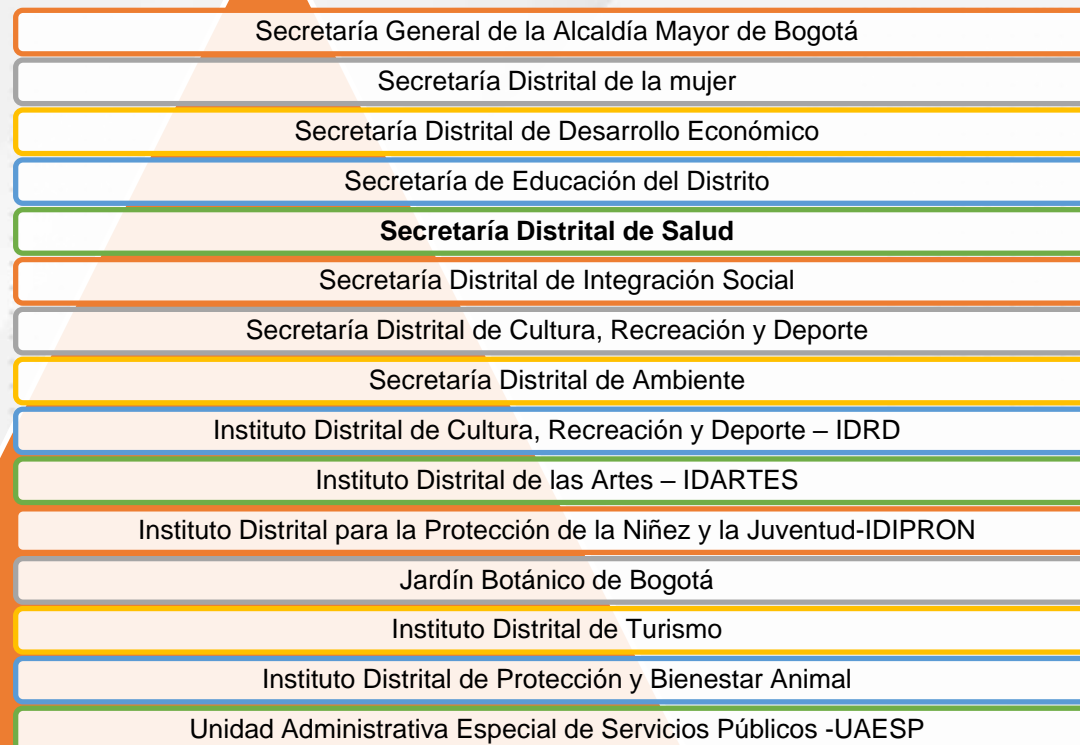 Secretaría General de la Alcaldía Mayor de Bogotá
Secretaría Distrital de la mujer
Secretaría Distrital de Desarrollo Económico
Secretaría de Educación del Distrito
Secretaría Distrital de Salud
Secretaría Distrital de Integración Social
Secretaría Distrital de Cultura, Recreación y Deporte
Secretaría Distrital de Ambiente
Instituto Distrital de Cultura, Recreación y Deporte – IDRD
Instituto Distrital de las Artes – IDARTES
Instituto Distrital para la Protección de la Niñez y la Juventud-IDIPRON
Jardín Botánico de Bogotá
Instituto Distrital de Turismo
Instituto Distrital de Protección y Bienestar Animal
Unidad Administrativa Especial de Servicios Públicos -UAESP